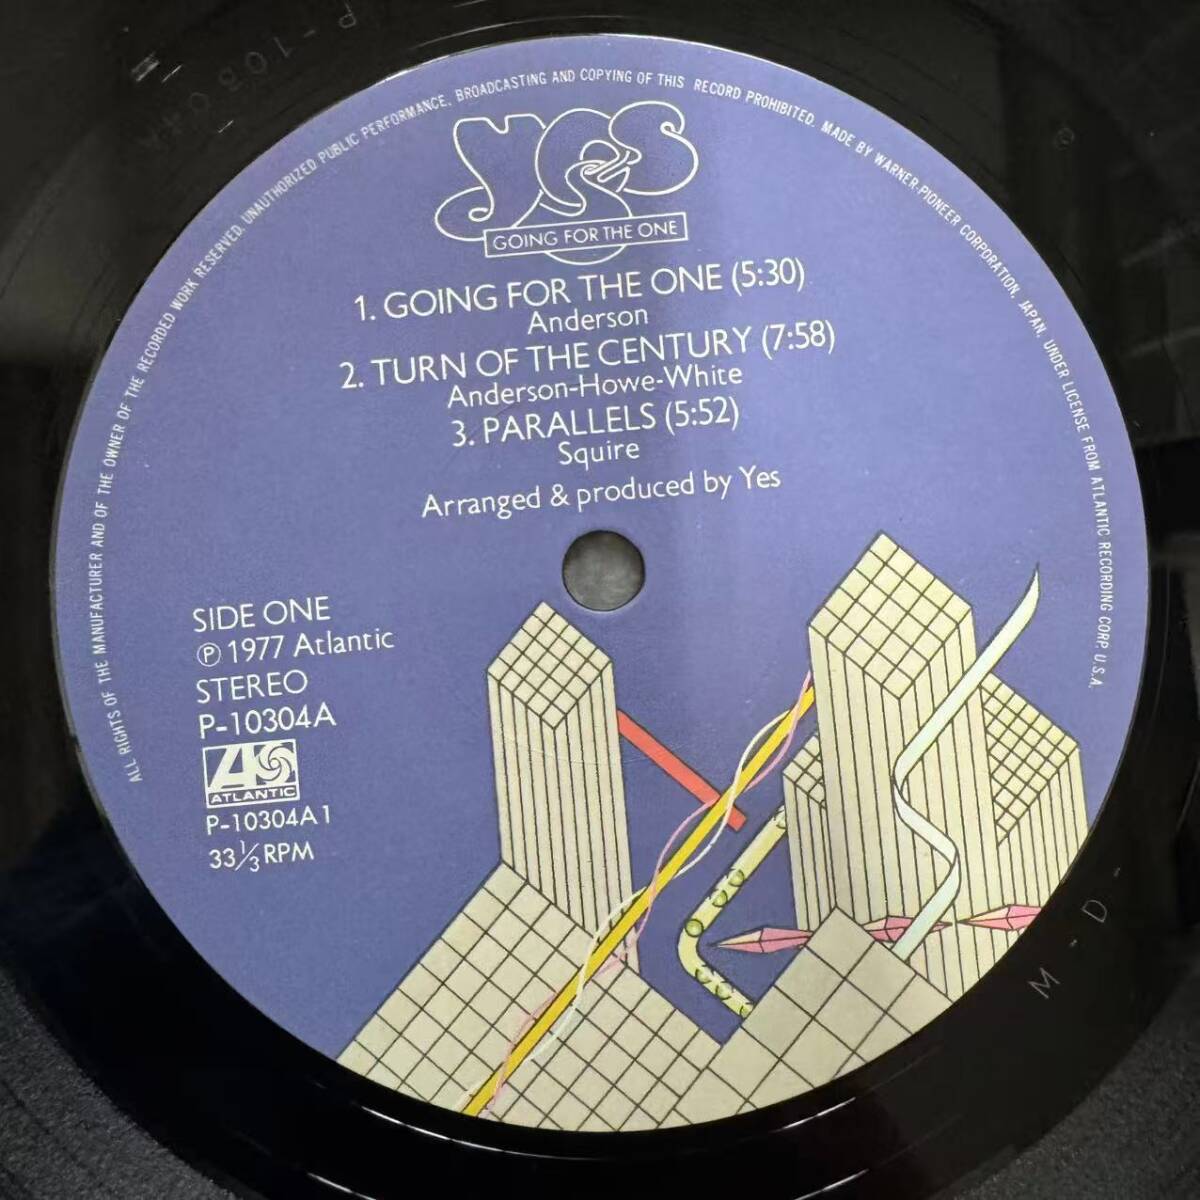 ALL RIGHTS OF THE MANUFACTURER AND OF THE OWNER OF THE RECORDED WORK RESERVED. UNAUTHORIZED PUBLIC PERFORMANCE, BROADCASTING AND COPYING OF THIS RECORD PROHIBITED. MADE BY WARNER-PIONEER CORPORATION, JAPAN, UNDER LICENSE FROM ATLANTIC RECORDING CORP. U.S.A.
YES
GOING FOR THE ONE
1. GOING FOR THE ONE (5:30)
Anderson
2. TURN OF THE CENTURY (7:58)
Anderson-Howe-White
3. PARALLELS (5:52)
Squire
Arranged & produced by Yes
SIDE ONE
Ⓟ 1977 Atlantic
STEREO
P-10304A
ATLANTIC
P-10304A1
33⅓ RPM
M-D-